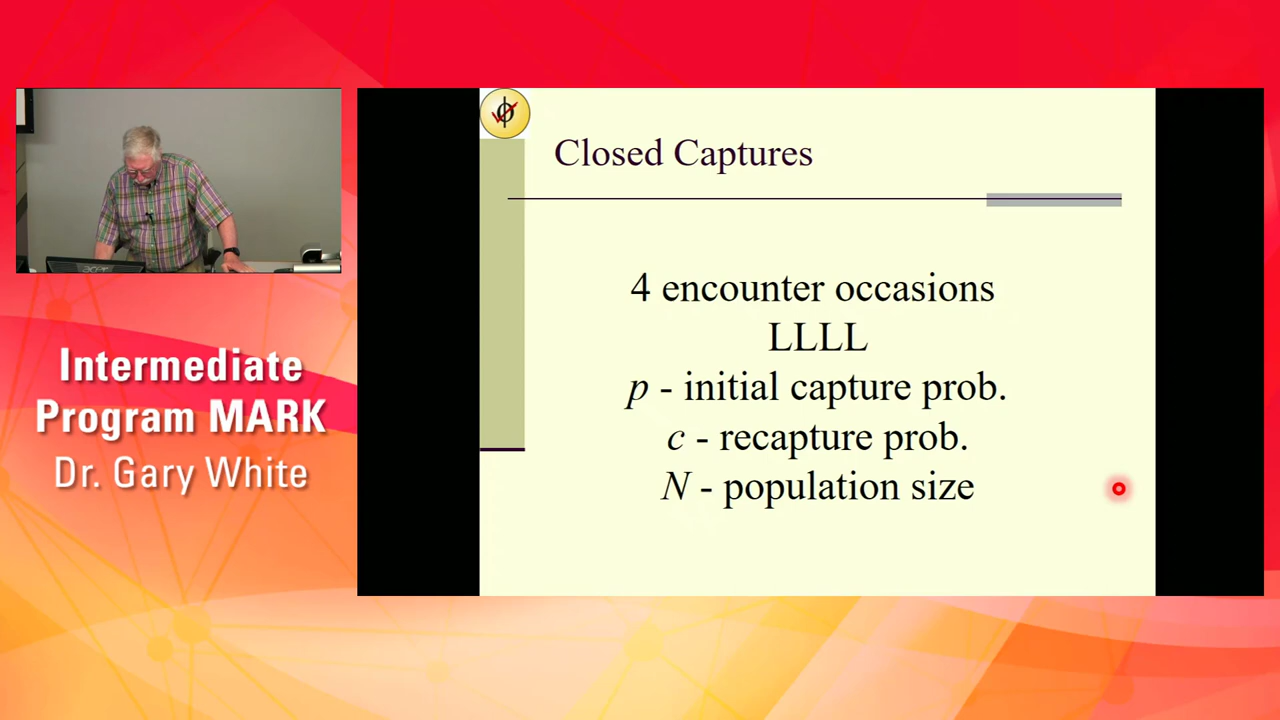 Closed Captures
4 encounter occasions
LLLL
p - initial capture prob.
c - recapture prob.
N - population size
acer
Intermediate
Program MARK
Dr. Gary White